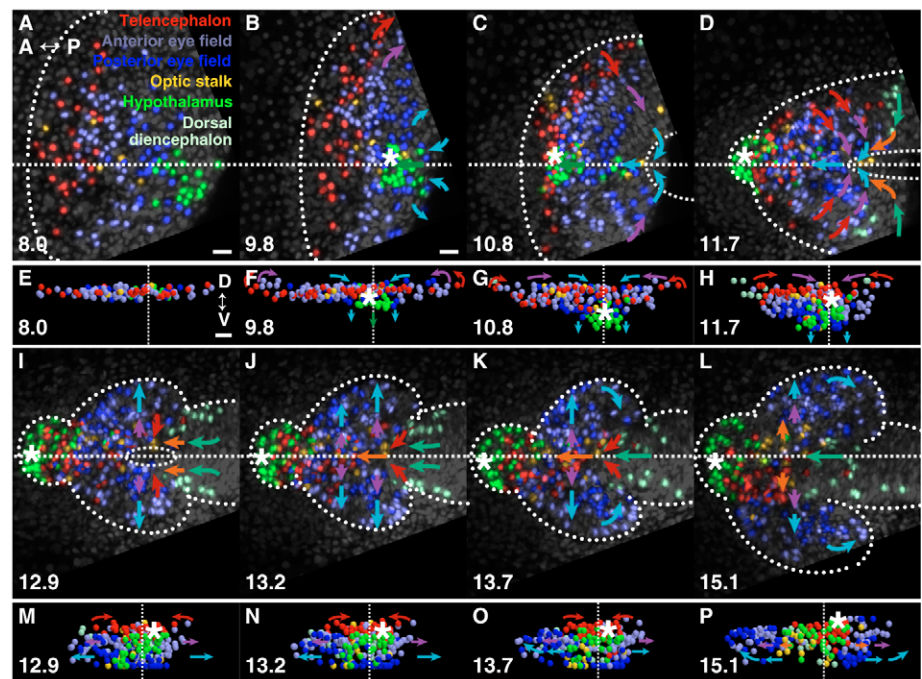 A
Telencephalon
A ↔ P
Anterior eye field
Posterior eye field
Optic stalk
Hypothalamus
Dorsal
diencephalon
*
8.0
B
*
9.8
C
*
10.8
D
*
11.7
E
D
↔
V
8.0
F
*
9.8
G
*
10.8
H
*
11.7
I
*
12.9
J
*
13.2
K
*
13.7
L
*
15.1
M
*
12.9
N
*
13.2
O
*
13.7
P
*
15.1